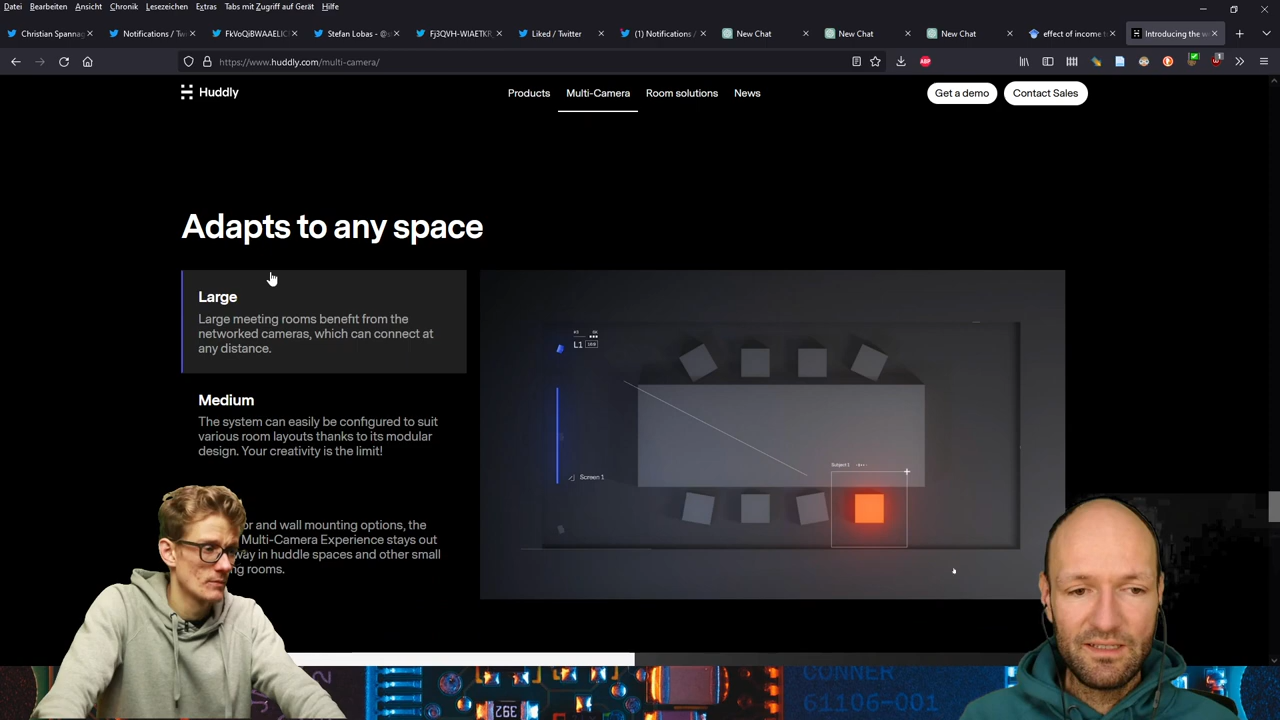 Datei Bearbeiten Ansicht Chronik Lesezeichen Extras Tabs mit Zugriff auf Gerät Hilfe
Christian Spannag
Notifications / Tw
FkVoQiBWAAELIC
Stefan Lobas - @s
Fj3QVH-WIAETKR
Liked / Twitter
(1) Notifications /
New Chat
New Chat
New Chat
effect of income
Introducing the w
https://www.huddly.com/multi-camera/
Huddly
Products Multi-Camera Room solutions News
Get a demo Contact Sales
Adapts to any space
Large
Large meeting rooms benefit from the
networked cameras, which can connect at
any distance.
Medium
The system can easily be configured to suit
various room layouts thanks to its modular
design. Your creativity is the limit!
or and wall mounting options, the
Multi-Camera Experience stays out
way in huddle spaces and other small
ng rooms.
L1
Screen 1
Subject 1
CONNER
61106-001
392